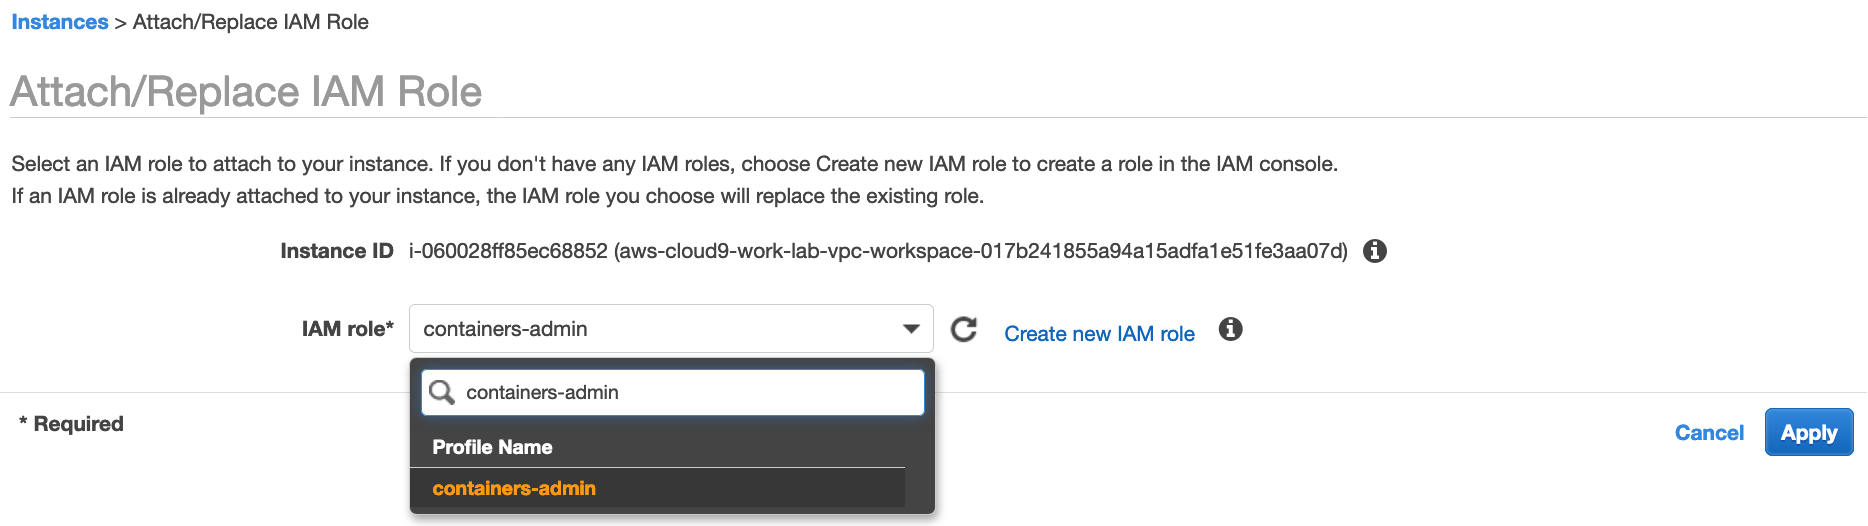 Instances > Attach/Replace IAM Role
Attach/Replace IAM Role
Select an IAM role to attach to your instance. If you don't have any IAM roles, choose Create new IAM role to create a role in the IAM console.
If an IAM role is already attached to your instance, the IAM role you choose will replace the existing role.
Instance ID i-060028ff85ec68852 (aws-cloud9-work-lab-vpc-workspace-017b241855a94a15adfa1e51fe3aa07d)
IAM role* containers-admin Create new IAM role
containers-admin
Profile Name
containers-admin
* Required
Cancel Apply